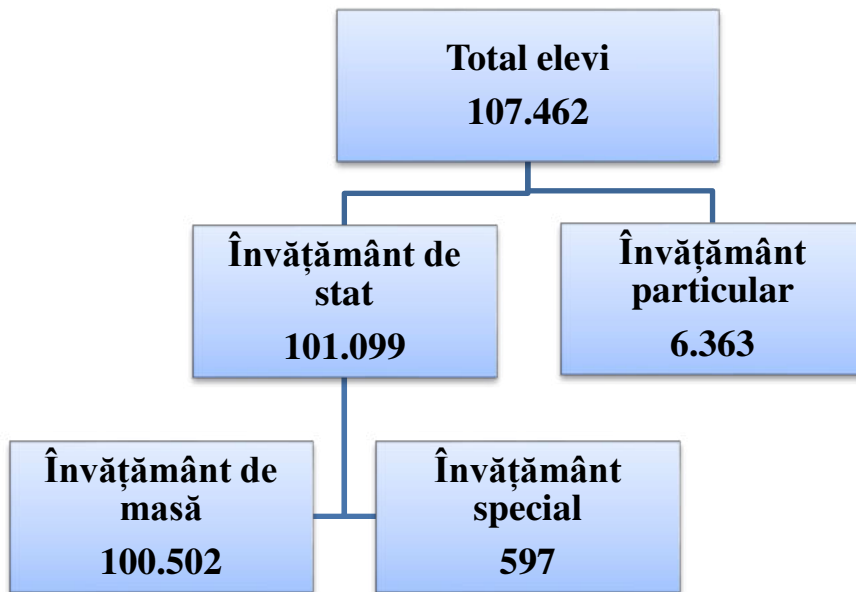 Total elevi
107.462
Învățământ de
stat
101.099
Învățământ
particular
6.363
Învățământ de
masă
100.502
Învățământ
special
597